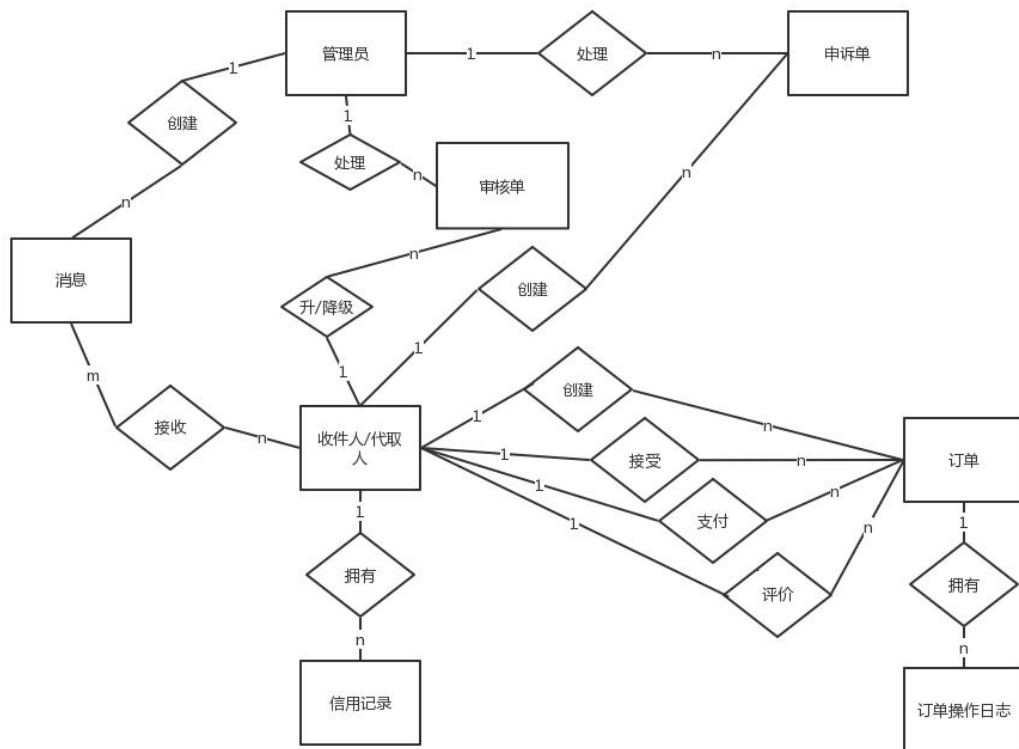 管理员
1
处理
n
申诉单
1
创建
1
处理
n
审核单
n
n
n
消息
升/降级
创建
m
1
1
接收
n
收件人/代取
人
1
创建
n
1
接受
n
订单
1
支付
n
1
评价
n
1
拥有
n
信用记录
1
拥有
n
订单操作日志